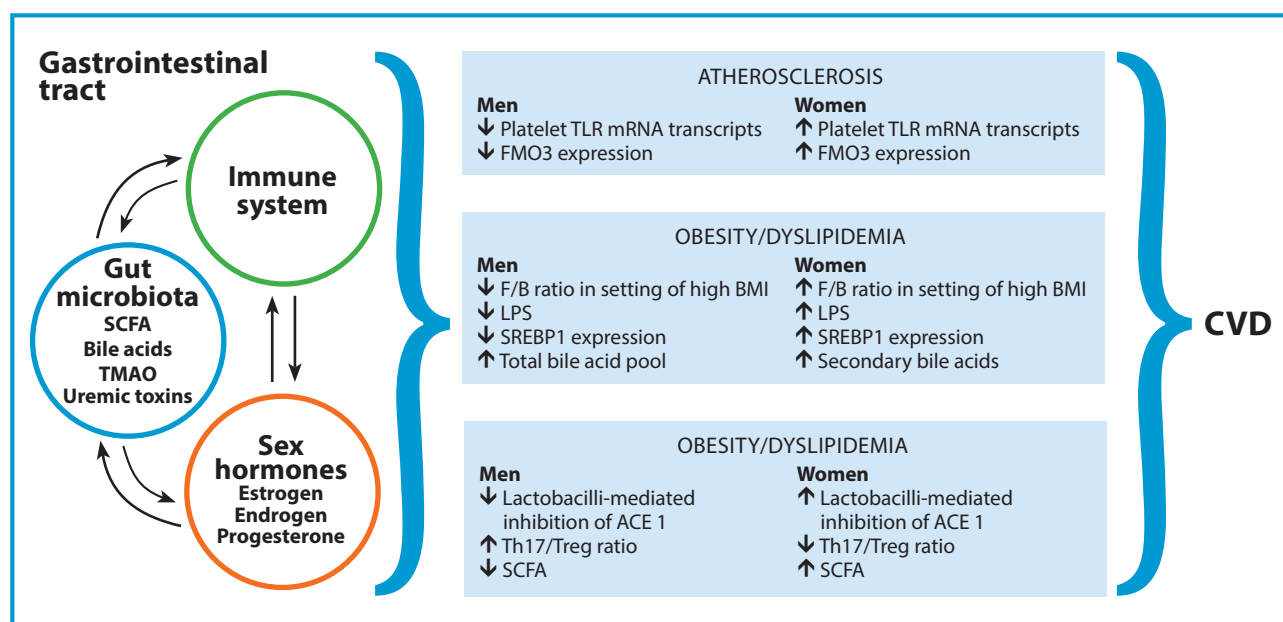 Gastrointestinal
tract
Immune
system
Gut
microbiota
SCFA
Bile acids
TMAO
Uremic toxins
Sex
hormones
Estrogen
Endrogen
Progesterone
ATHEROSCLEROSIS
Men
↓ Platelet TLR mRNA transcripts
↓ FMO3 expression
Women
↑ Platelet TLR mRNA transcripts
↑ FMO3 expression
OBESITY/DYSLIPIDEMIA
Men
↓ F/B ratio in setting of high BMI
↓ LPS
↓ SREBP1 expression
↑ Total bile acid pool
Women
↑ F/B ratio in setting of high BMI
↑ LPS
↑ SREBP1 expression
↑ Secondary bile acids
OBESITY/DYSLIPIDEMIA
Men
↓ Lactobacilli-mediated
inhibition of ACE 1
↑ Th17/Treg ratio
↓ SCFA
Women
↑ Lactobacilli-mediated
inhibition of ACE 1
↓ Th17/Treg ratio
↑ SCFA
CVD